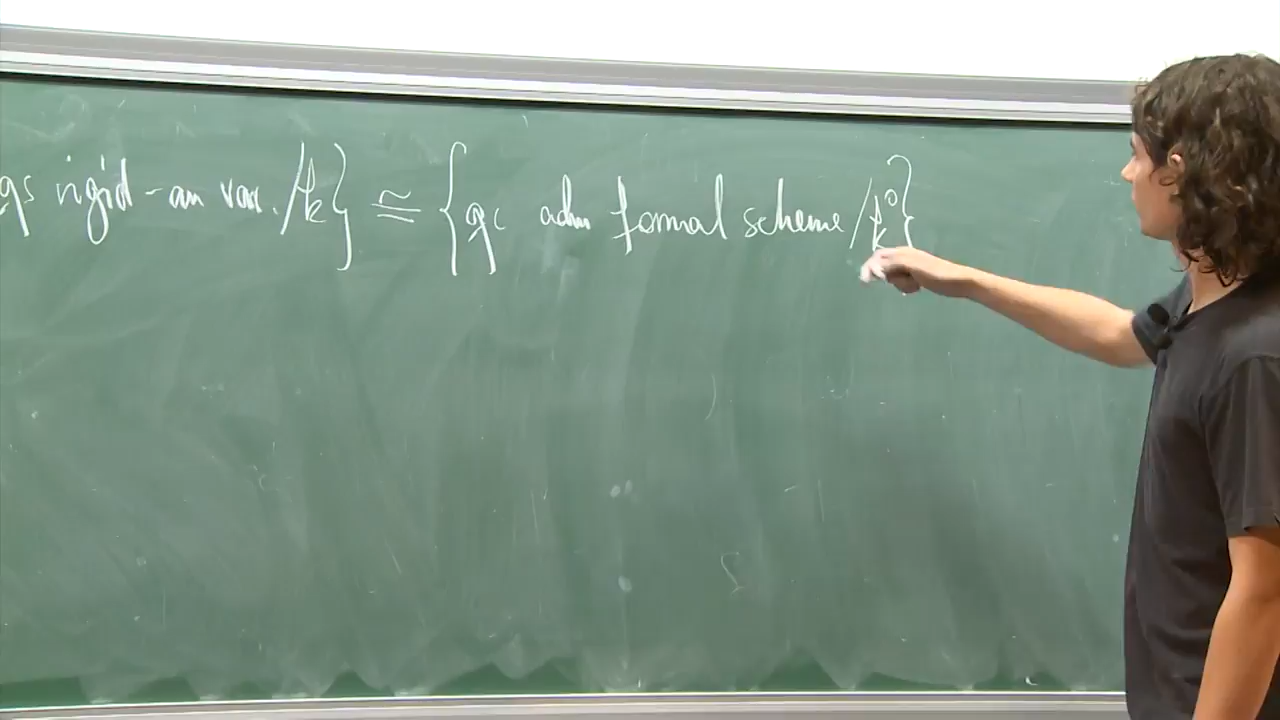 qs rigid-an var. /k} ≃ {qc adm formal scheme /k°}